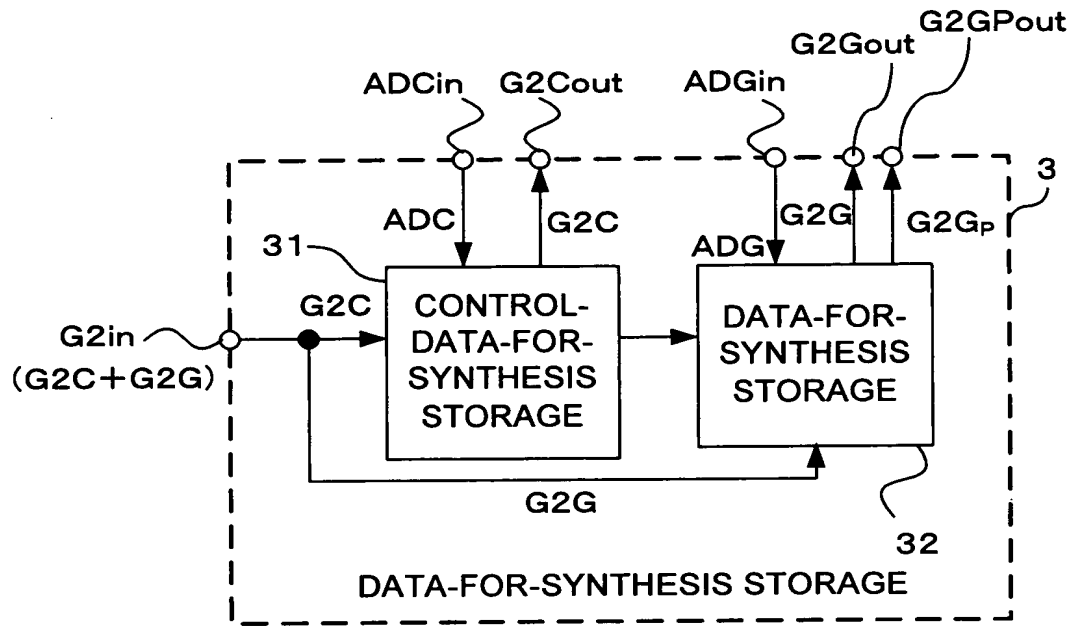 G2GPout
G2Gout
ADCin
G2Cout
ADGin
3
ADC
G2C
G2G
G2GP
31
ADG
G2C
CONTROL-
DATA-FOR-
SYNTHESIS
STORAGE
DATA-FOR-
SYNTHESIS
STORAGE
G2in
(G2C+G2G)
G2G
32
DATA-FOR-SYNTHESIS STORAGE